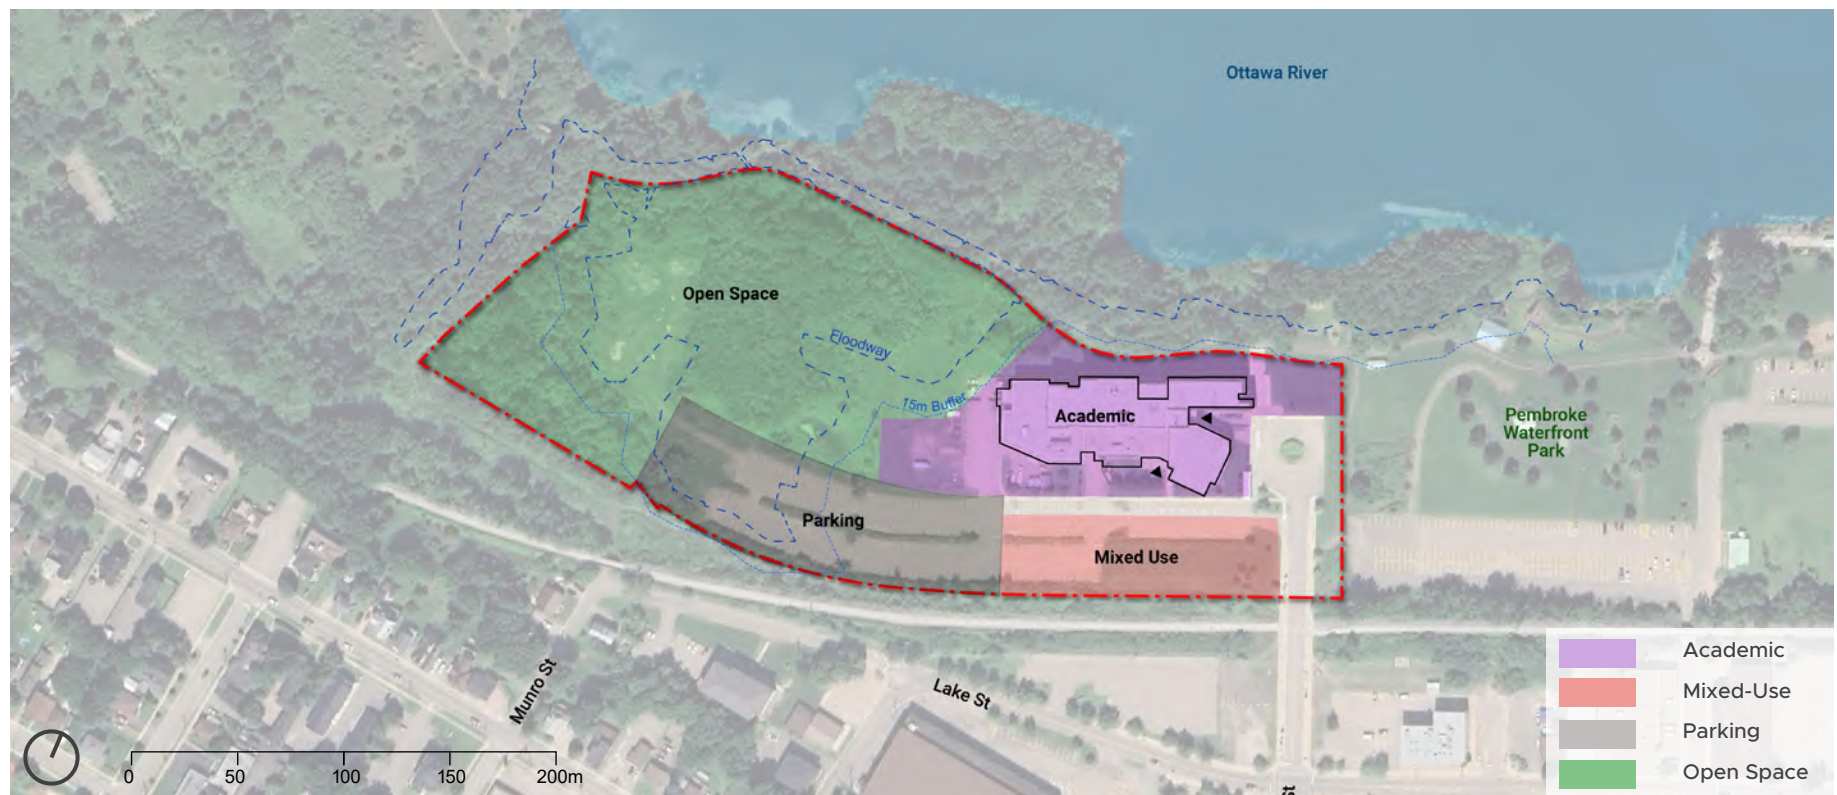 Ottawa River
Open Space
Floodway
15m Buffer
Academic
Pembroke
Waterfront
Park
Parking
Mixed Use
Munro St
Lake St
St
0 50 100 150 200m
Academic
Mixed-Use
Parking
Open Space